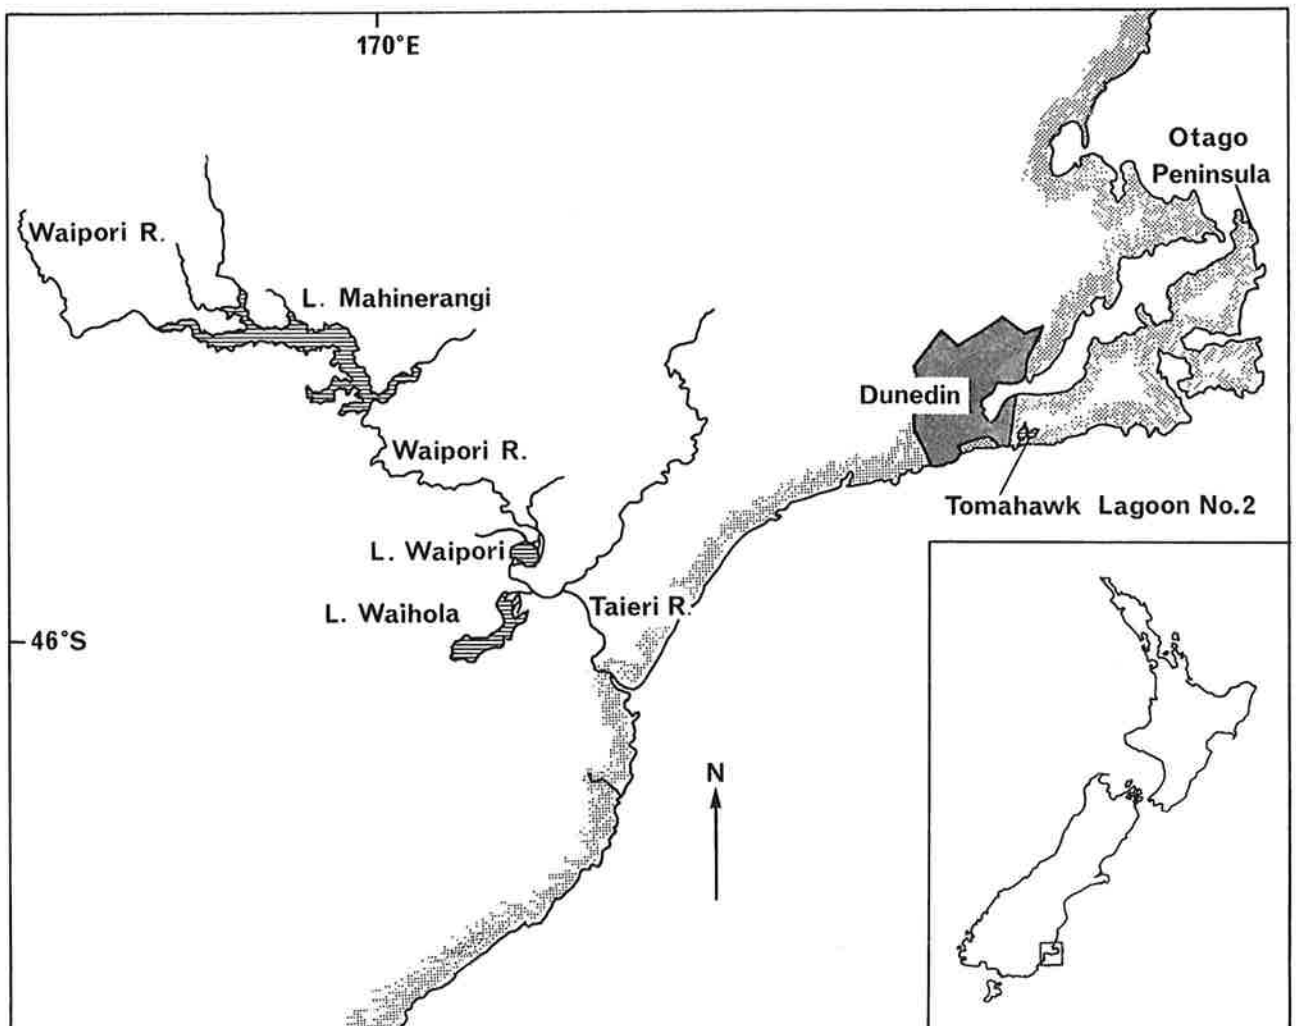 170°E
Otago
Peninsula
Waipori R.
L. Mahinerangi
Dunedin
Waipori R.
Tomahawk Lagoon No.2
L. Waipori
L. Waihola
Taieri R.
46°S
N